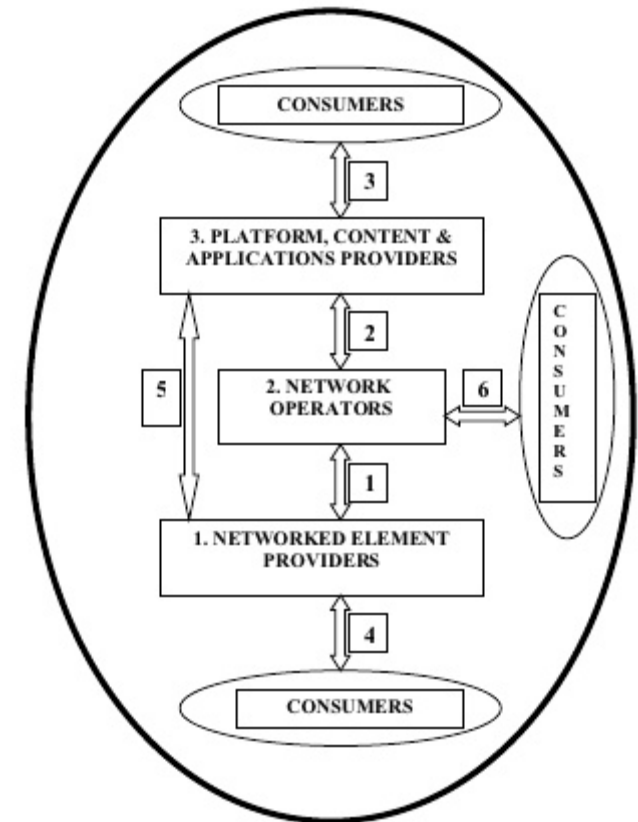 CONSUMERS
3
3. PLATFORM, CONTENT &
APPLICATIONS PROVIDERS
2
5
2. NETWORK
OPERATORS
6
CONSUMERS
1
1. NETWORKED ELEMENT
PROVIDERS
4
CONSUMERS